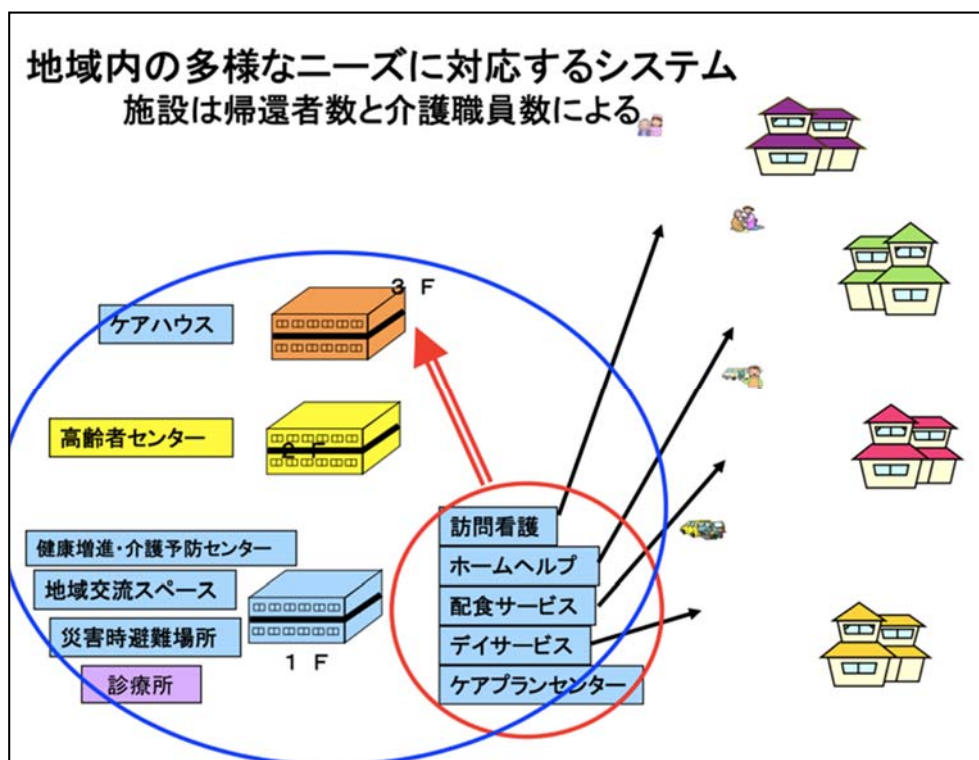 地域内の多様なニーズに対応するシステム
施設は帰還者数と介護職員数による
3 F
ケアハウス
高齢者センター
2 F
健康増進・介護予防センター
地域交流スペース
災害時避難場所
診療所
1 F
訪問看護
ホームヘルプ
配食サービス
デイサービス
ケアプランセンター